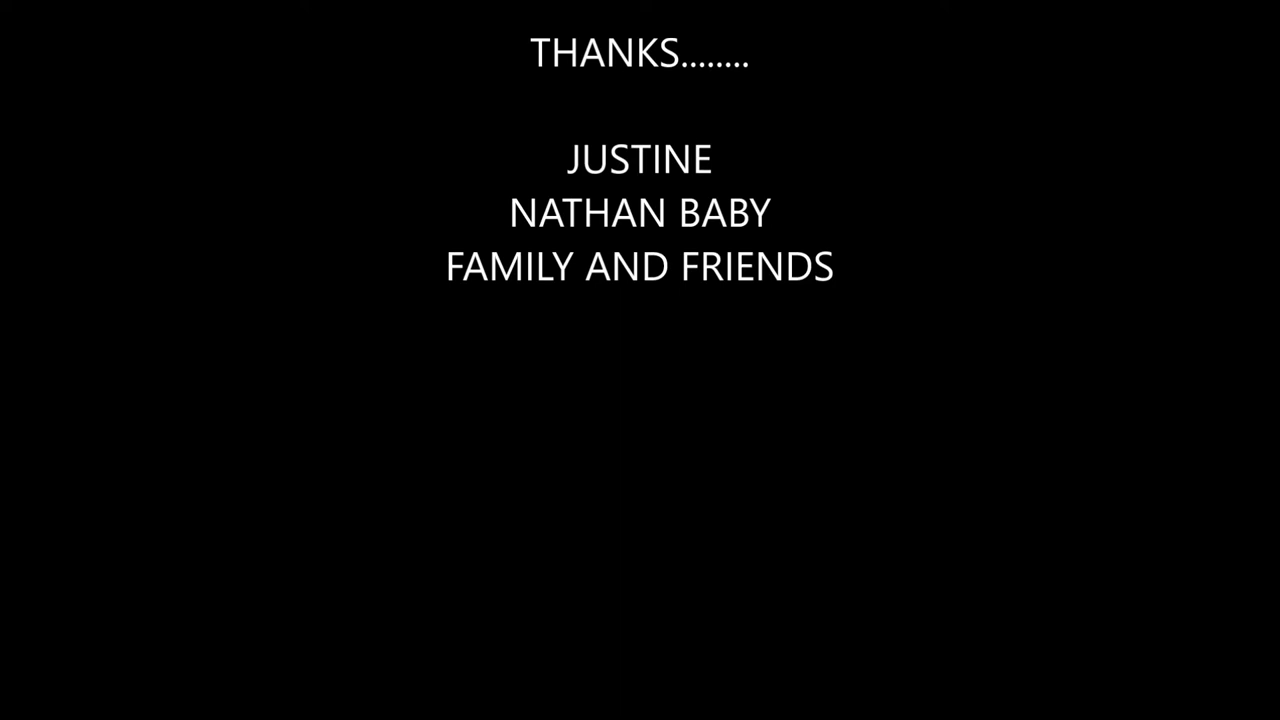 THANKS........
JUSTINE
NATHAN BABY
FAMILY AND FRIENDS